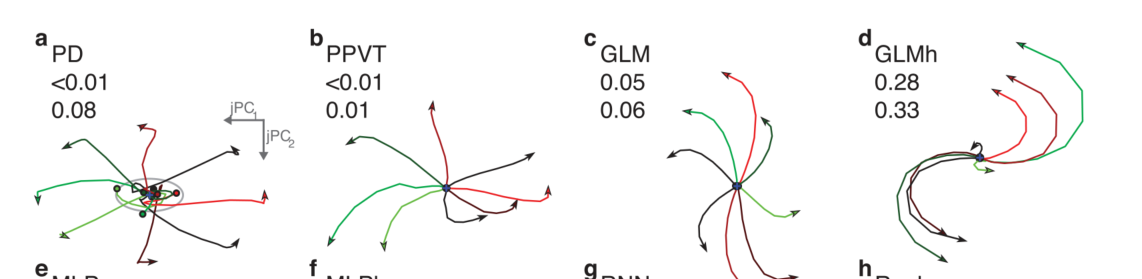 a PD
<0.01
0.08
jPC1
jPC2
b PPVT
<0.01
0.01
c GLM
0.05
0.06
d GLMh
0.28
0.33
e
f
g
h